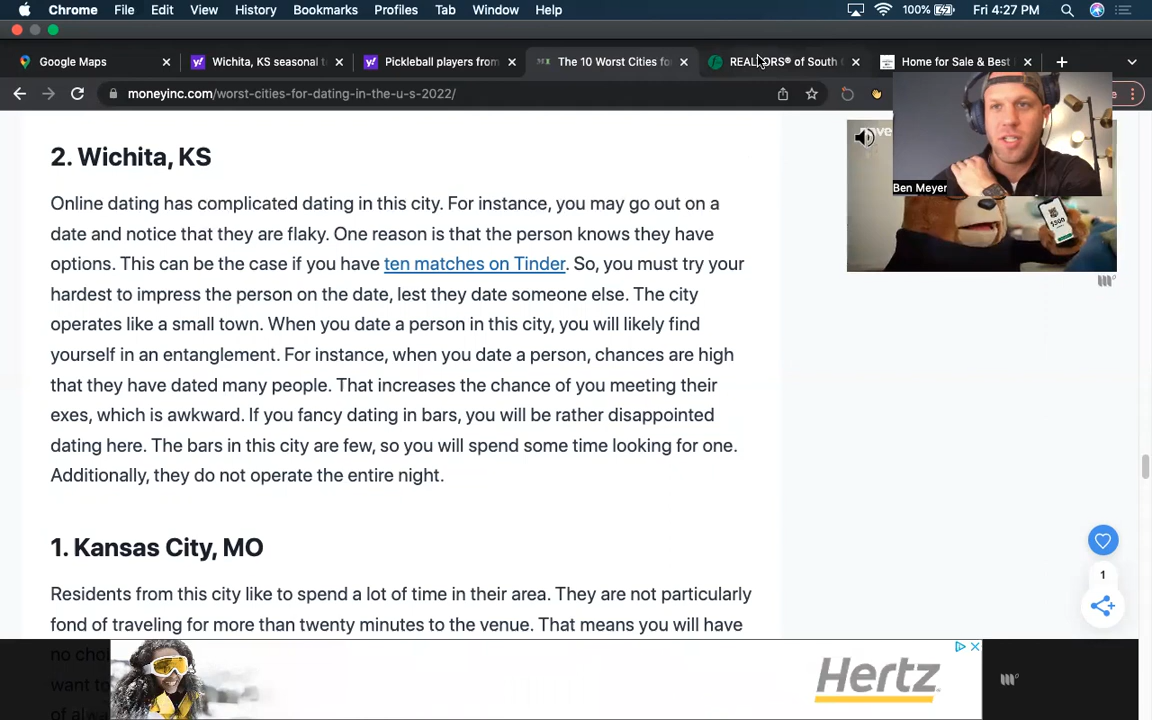 Chrome File Edit View History Bookmarks Profiles Tab Window Help 100% Fri 4:27 PM
Google Maps Wichita, KS seasonal t Pickleball players from The 10 Worst Cities fo REALTORS® of South Home for Sale & Best
moneyinc.com/worst-cities-for-dating-in-the-u-s-2022/
2. Wichita, KS
Online dating has complicated dating in this city. For instance, you may go out on a
date and notice that they are flaky. One reason is that the person knows they have
options. This can be the case if you have ten matches on Tinder. So, you must try your
hardest to impress the person on the date, lest they date someone else. The city
operates like a small town. When you date a person in this city, you will likely find
yourself in an entanglement. For instance, when you date a person, chances are high
that they have dated many people. That increases the chance of you meeting their
exes, which is awkward. If you fancy dating in bars, you will be rather disappointed
dating here. The bars in this city are few, so you will spend some time looking for one.
Additionally, they do not operate the entire night.
1. Kansas City, MO
Residents from this city like to spend a lot of time in their area. They are not particularly
fond of traveling for more than twenty minutes to the venue. That means you will have
no
want
of
Ben Meyer
$500
1
Hertz